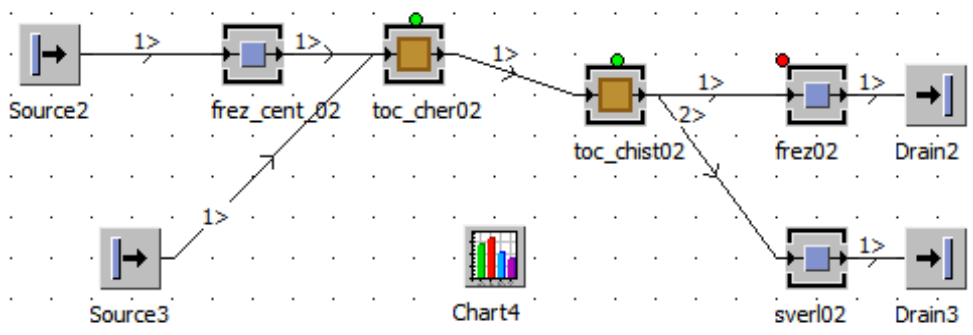 1>
1>
1>
1>
1>
Source2
frez_cent_02
toc_cher02
2>
toc_chist02
frez02
Drain2
1>
1>
Source3
Chart4
sverl02
Drain3